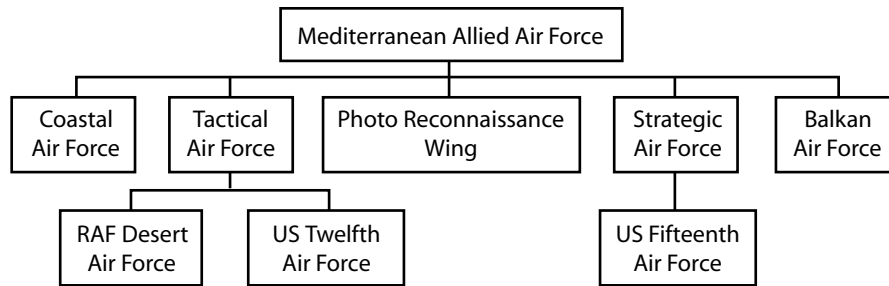 Mediterranean Allied Air Force
Coastal
Air Force
Tactical
Air Force
Photo Reconnaissance
Wing
Strategic
Air Force
Balkan
Air Force
RAF Desert
Air Force
US Twelfth
Air Force
US Fifteenth
Air Force